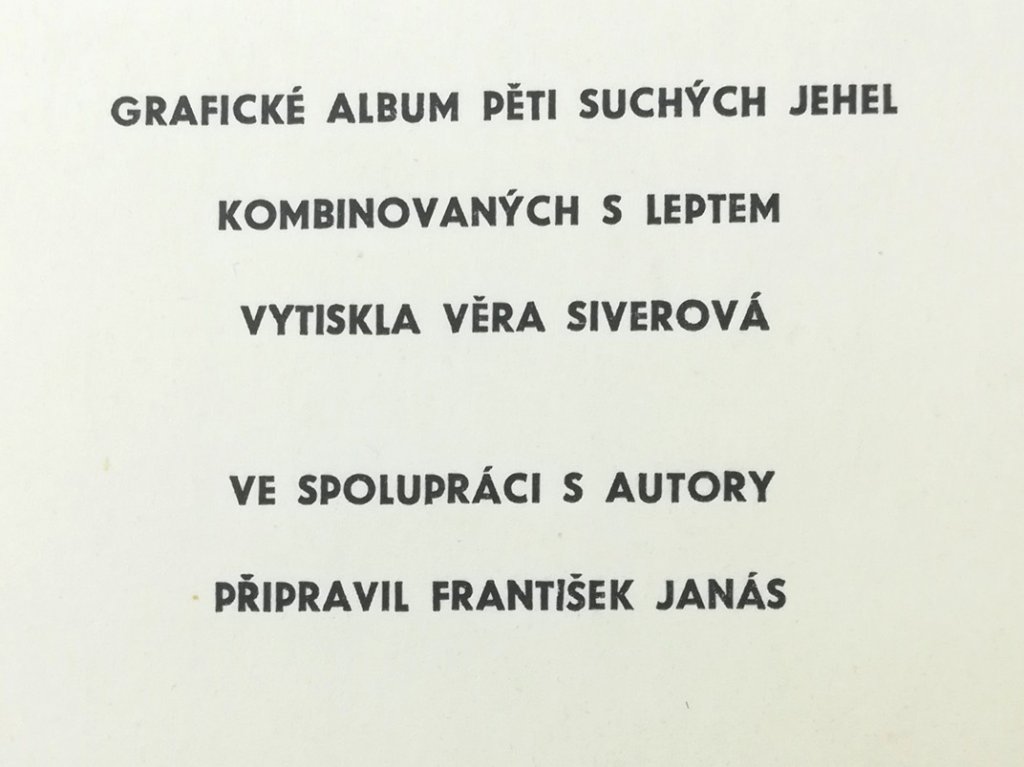 GRAFICKÉ ALBUM PĚTI SUCHÝCH JEHEL
KOMBINOVANÝCH S LEPTEM
VYTISKLA VĚRA SIVEROVÁ
VE SPOLUPRÁCI S AUTORY
PŘIPRAVIL FRANTIŠEK JANÁS